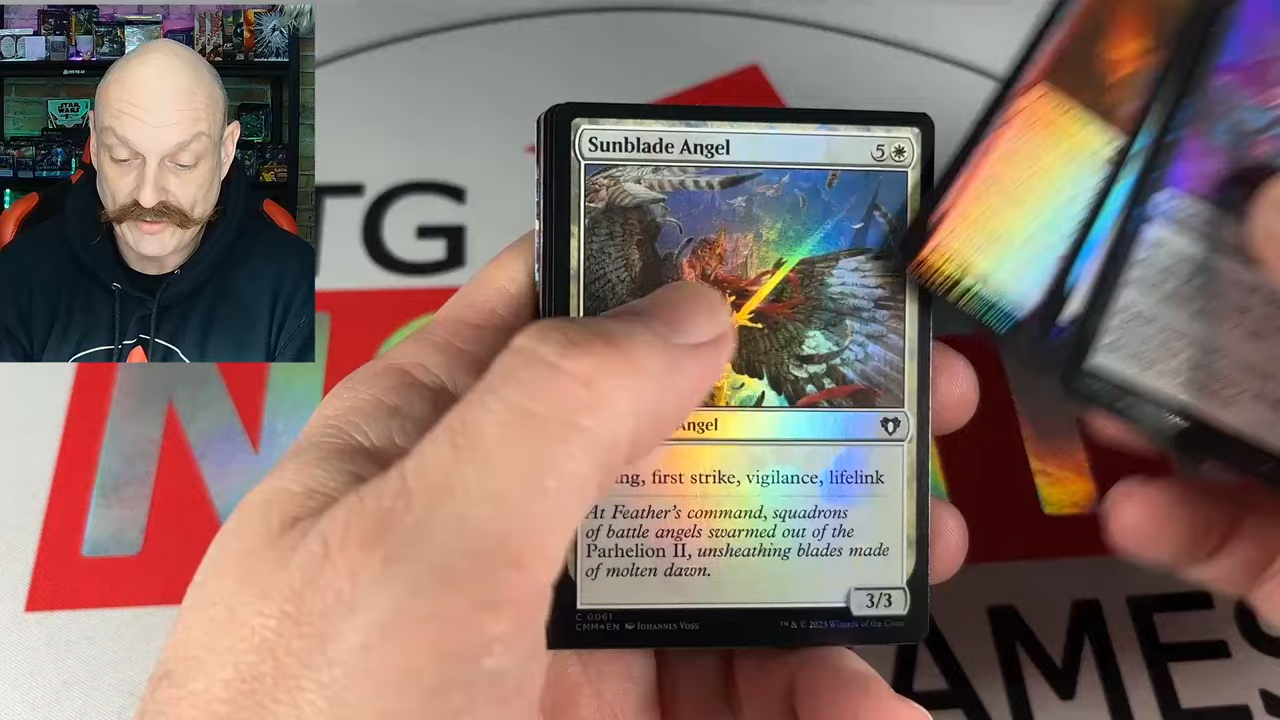 STAR
WARS
TG
Sunblade Angel
5
Angel
ing, first strike, vigilance, lifelink
At Feather's command, squadrons
of battle angels swarmed out of the
Parhelion II, unsheathing blades made
of molten dawn.
3/3
C 0061
CMM★EN Johannes Voss
™ & © 2023 Wizards of the Coast
AMES